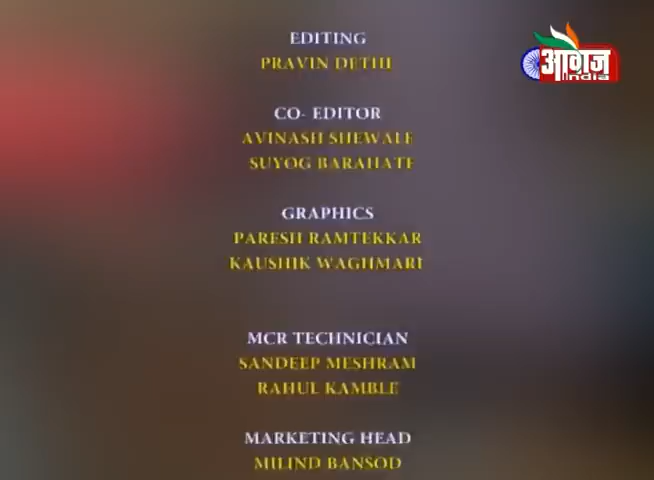 EDITING
PRAVIN DETHI
आगाज
India
CO- EDITOR
AVINASH SHEWALE
SUYOG BARAHATE
GRAPHICS
PARESH RAMTEKKAR
KAUSHIK WAGHMARE
MCR TECHNICIAN
SANDEEP MESHRAM
RAHUL KAMBLE
MARKETING HEAD
MILIND BANSOD